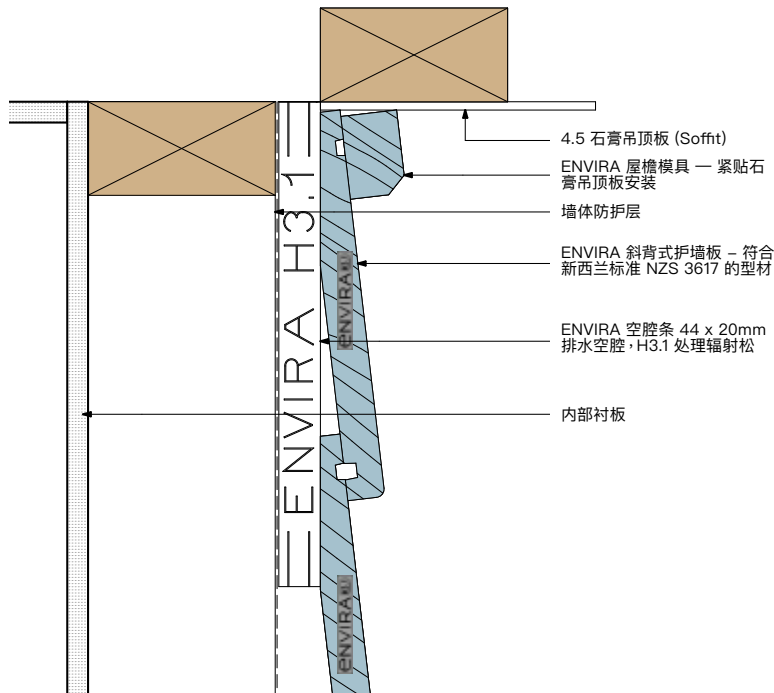 4.5 石膏吊顶板 (Soffit)
ENVIRA 屋檐模具 — 紧贴石
膏吊顶板安装
墙体防护层
ENVIRA 斜背式护墙板 – 符合
新西兰标准 NZS 3617 的型材
ENVIRA 空腔条 44 x 20mm
排水空腔，H3.1 处理辐射松
内部衬板
ENVIRA H3.1
ENVIRA
ENVIRA